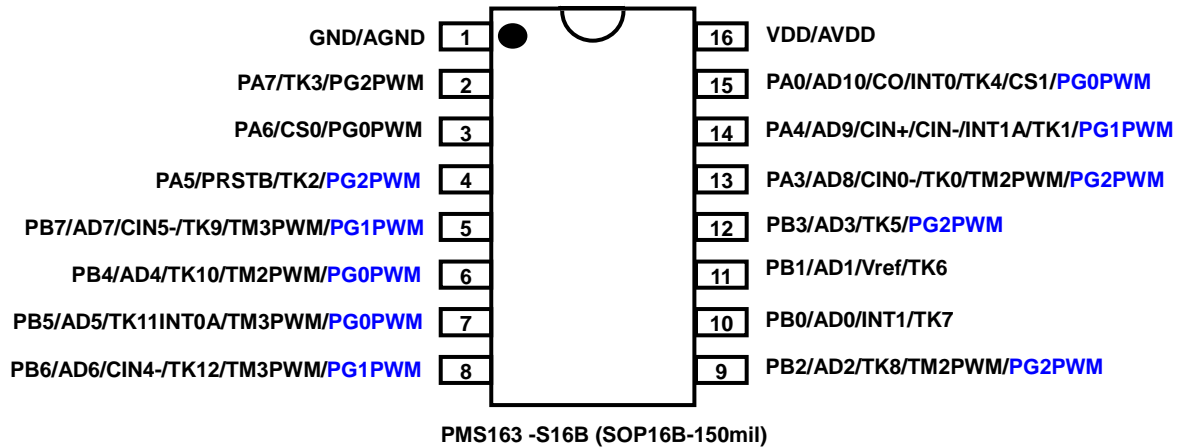 GND/AGND 1 16 VDD/AVDD
PA7/TK3/PG2PWM 2 15 PA0/AD10/CO/INT0/TK4/CS1/PG0PWM
PA6/CS0/PG0PWM 3 14 PA4/AD9/CIN+/CIN-/INT1A/TK1/PG1PWM
PA5/PRSTB/TK2/PG2PWM 4 13 PA3/AD8/CIN0-/TK0/TM2PWM/PG2PWM
PB7/AD7/CIN5-/TK9/TM3PWM/PG1PWM 5 12 PB3/AD3/TK5/PG2PWM
PB4/AD4/TK10/TM2PWM/PG0PWM 6 11 PB1/AD1/Vref/TK6
PB5/AD5/TK11INT0A/TM3PWM/PG0PWM 7 10 PB0/AD0/INT1/TK7
PB6/AD6/CIN4-/TK12/TM3PWM/PG1PWM 8 9 PB2/AD2/TK8/TM2PWM/PG2PWM
PMS163 -S16B (SOP16B-150mil)